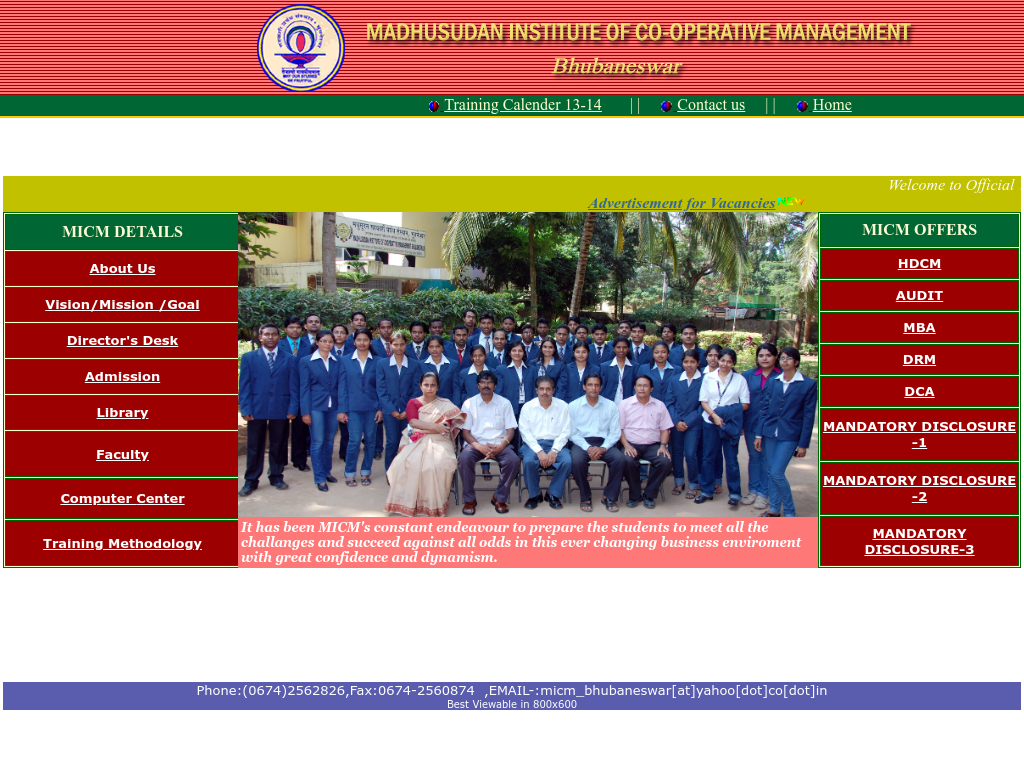 MADHUSUDAN INSTITUTE OF CO-OPERATIVE MANAGEMENT
Bhubaneswar
Training Calender 13-14 || Contact us || Home
Welcome to Official
Advertisement for Vacancies NEW
MICM DETAILS
About Us
Vision/Mission /Goal
Director's Desk
Admission
Library
Faculty
Computer Center
Training Methodology
It has been MICM's constant endeavour to prepare the students to meet all the
challanges and succeed against all odds in this ever changing business enviroment
with great confidence and dynamism.
MICM OFFERS
HDCM
AUDIT
MBA
DRM
DCA
MANDATORY DISCLOSURE
-1
MANDATORY DISCLOSURE
-2
MANDATORY
DISCLOSURE-3
Phone:(0674)2562826,Fax:0674-2560874 ,EMAIL-:micm_bhubaneswar[at]yahoo[dot]co[dot]in
Best Viewable in 800x600